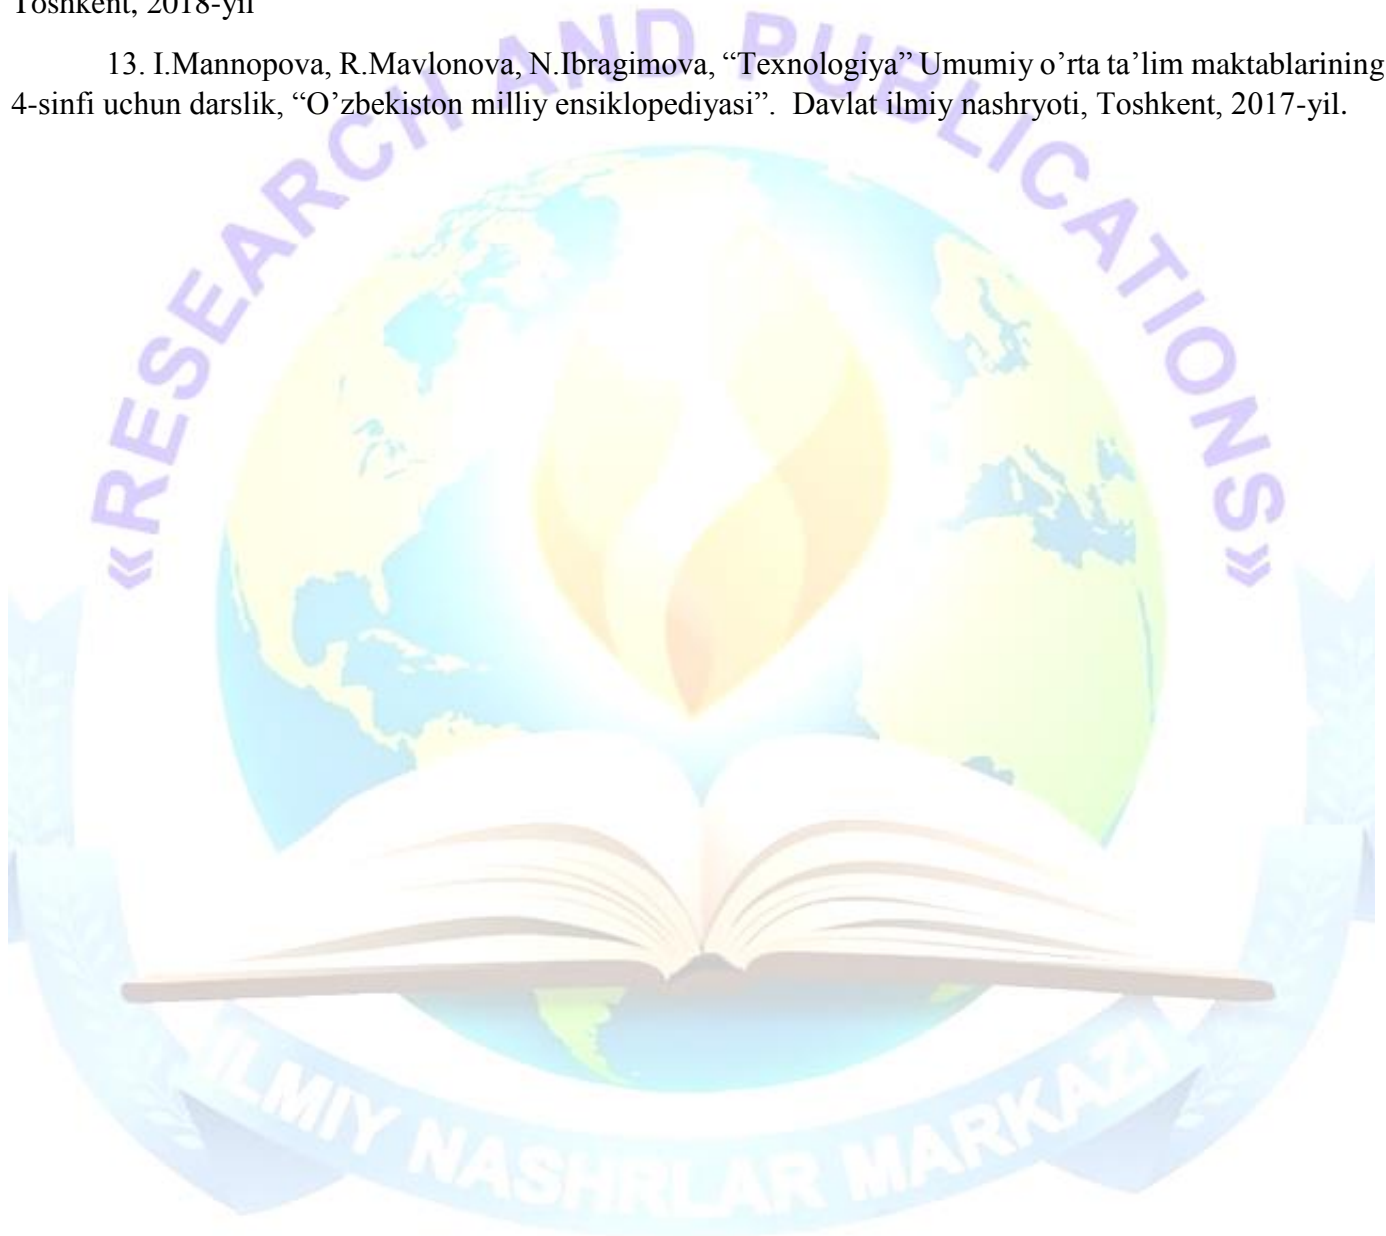 Toshkent, 2018-yil
13. I.Mannopova, R.Mavlonova, N.Ibragimova, “Texnologiya” Umumiy o’rta ta’lim maktablarining
4-sinfi uchun darslik, “O’zbekiston milliy ensiklopediyasi”.  Davlat ilmiy nashryoti, Toshkent, 2017-yil.
«RESEARCH AND PUBLICATIONS»
ILMIY NASHRLAR MARKAZI